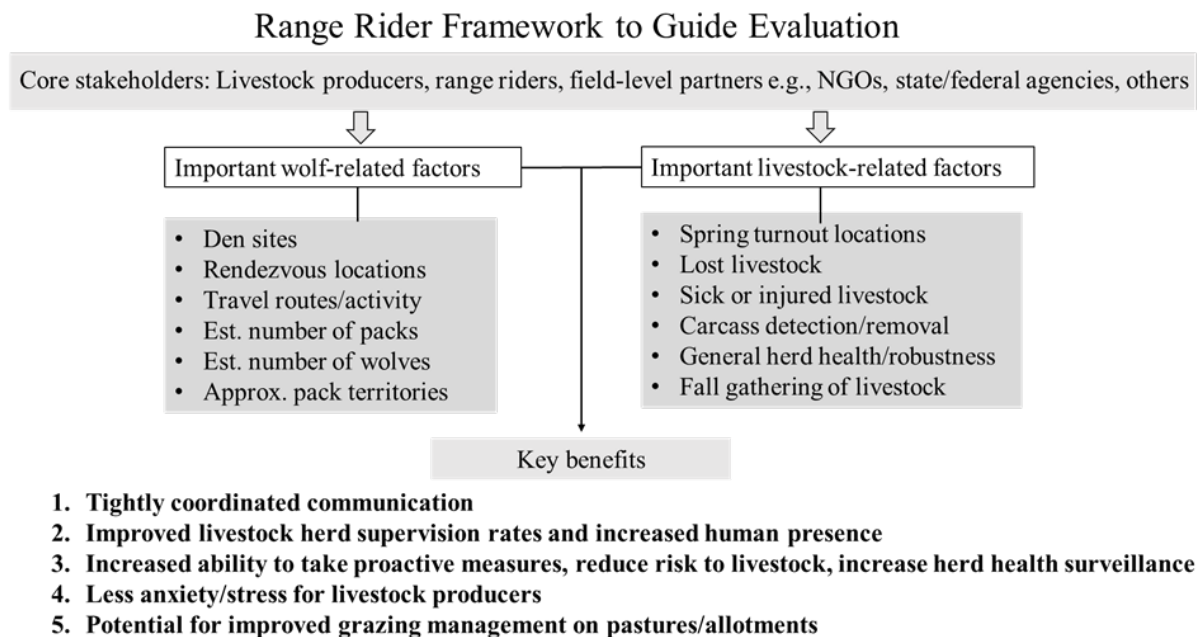 Range Rider Framework to Guide Evaluation
Core stakeholders: Livestock producers, range riders, field-level partners e.g., NGOs, state/federal agencies, others
Important wolf-related factors
• Den sites
• Rendezvous locations
• Travel routes/activity
• Est. number of packs
• Est. number of wolves
• Approx. pack territories
Important livestock-related factors
• Spring turnout locations
• Lost livestock
• Sick or injured livestock
• Carcass detection/removal
• General herd health/robustness
• Fall gathering of livestock
Key benefits
1. Tightly coordinated communication
2. Improved livestock herd supervision rates and increased human presence
3. Increased ability to take proactive measures, reduce risk to livestock, increase herd health surveillance
4. Less anxiety/stress for livestock producers
5. Potential for improved grazing management on pastures/allotments